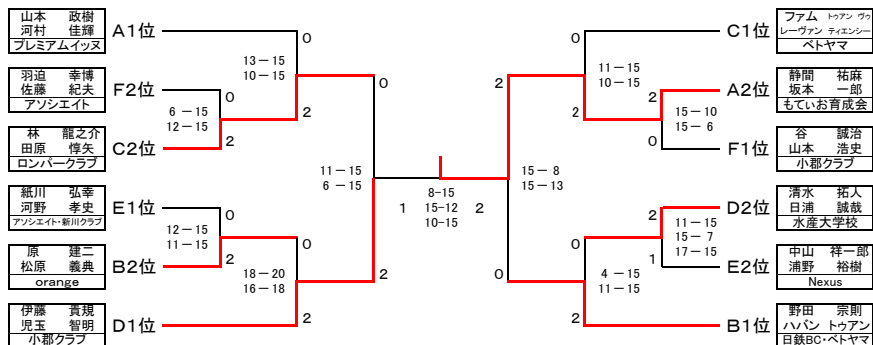 山本 政樹
河村 佳輝
プレミアムイッヌ
A1位
羽迫 幸博
佐藤 紀夫
アソシエイト
F2位
林 龍之介
田原 惇矢
ロンパークラブ
C2位
紙川 弘幸
河野 孝史
アソシエイト・新川クラブ
E1位
原 建二
松原 義典
orange
B2位
伊藤 貴規
児玉 智明
小郡クラブ
D1位
0
13－15
10－15
2
0
6－15
12－15
2
0
11－15
6－15
2
0
12－15
11－15
2
0
18－20
16－18
2
1
8-15
15-12
10-15
2
2
15－8
15－13
0
0
11－15
10－15
2
2
15－10
15－6
0
2
11－15
15－7
17－15
1
0
4－15
11－15
2
C1位
ファム トゥアン ヴゥ
レーヴァン ティエンシー
ベトヤマ
A2位
静間 祐麻
坂本 一郎
もてぃお育成会
F1位
谷 誠治
山本 浩史
小郡クラブ
D2位
清水 拓人
日浦 誠哉
水産大学校
E2位
中山 祥一郎
浦野 裕樹
Nexus
B1位
野田 宗則
ハバン トゥアン
日鉄BC・ベトヤマ